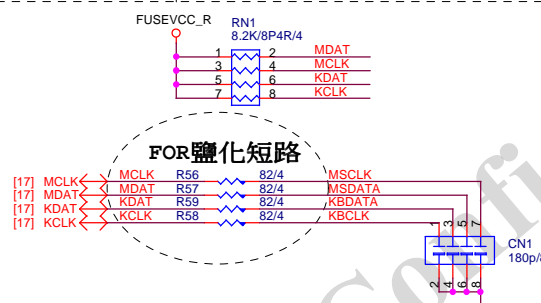 FUSEVCC_R
RN1
8.2K/8P4R/4
1 2 MDAT
3 4 MCLK
5 6 KDAT
7 8 KCLK
FOR鹽化短路
[17] MCLK MCLK R56 82/4 MSCLK
[17] MDAT MDAT R57 82/4 MSDATA
[17] KDAT KDAT R59 82/4 KBDATA
[17] KCLK KCLK R58 82/4 KBCLK
1 3 5 7
CN1
180p/8
2 4 6 8
Confi